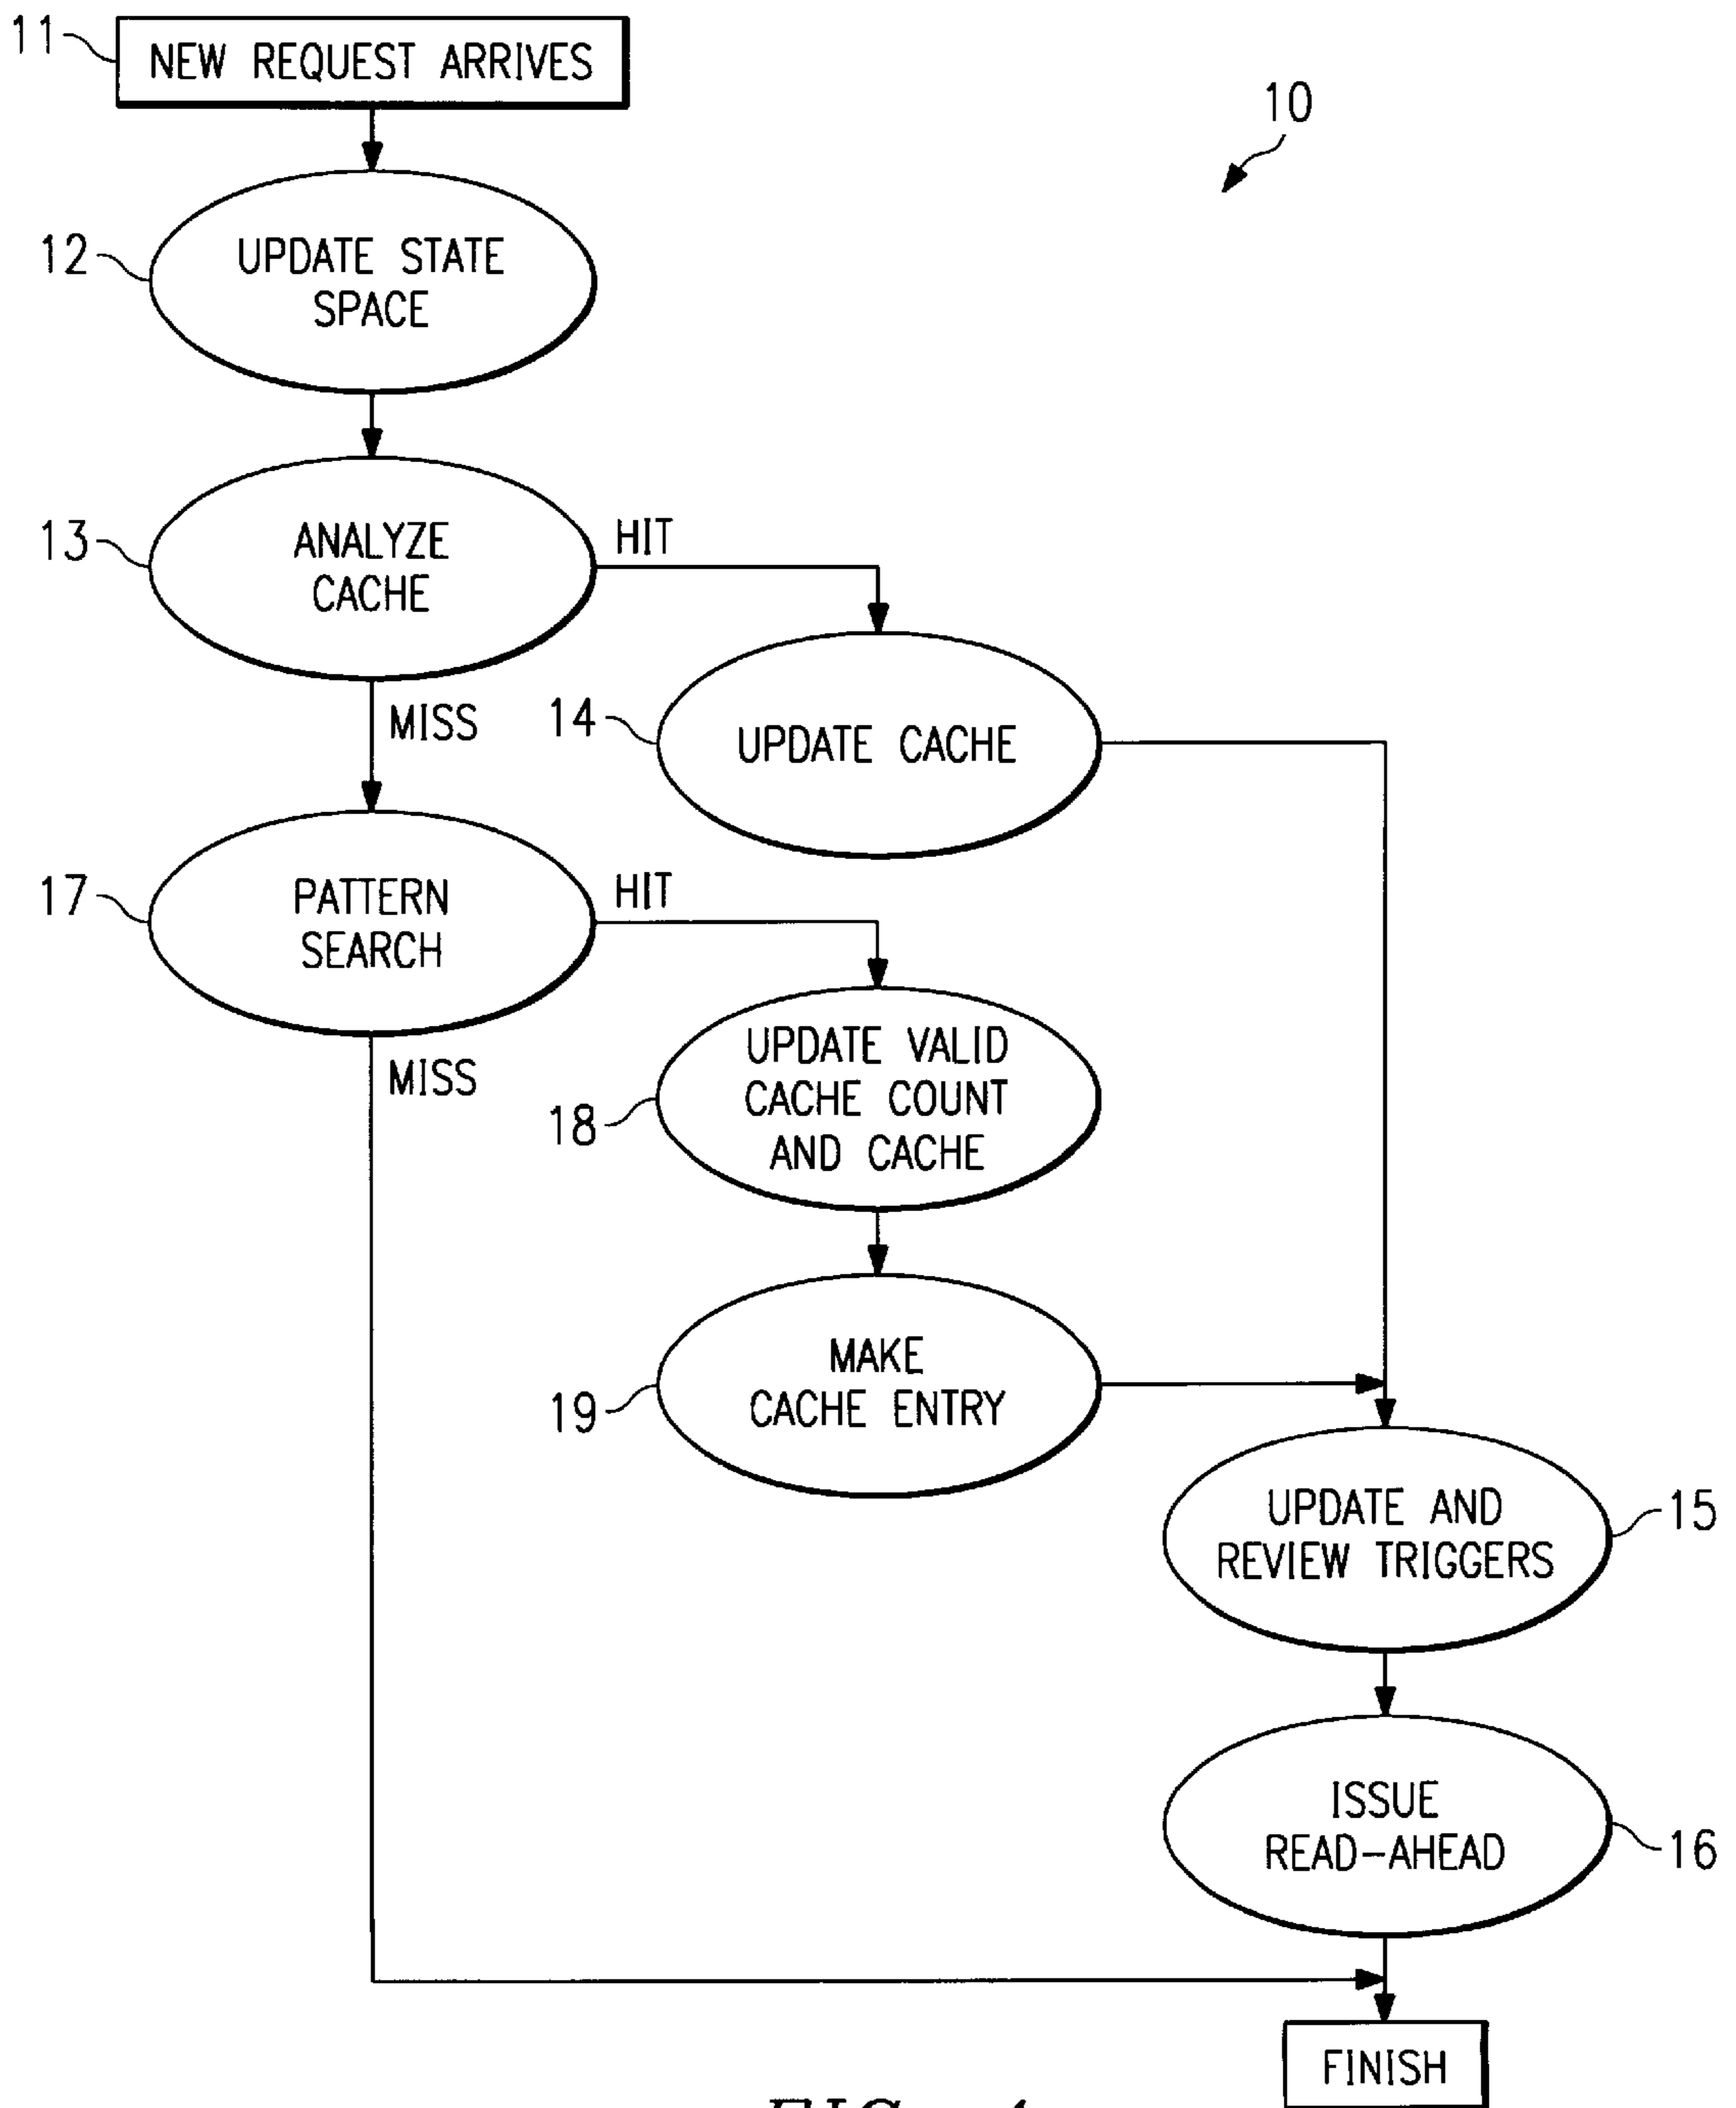 11
NEW REQUEST ARRIVES
10
12
UPDATE STATE
SPACE
13
ANALYZE
CACHE
HIT
MISS
14
UPDATE CACHE
17
PATTERN
SEARCH
HIT
MISS
18
UPDATE VALID
CACHE COUNT
AND CACHE
19
MAKE
CACHE ENTRY
15
UPDATE AND
REVIEW TRIGGERS
16
ISSUE
READ-AHEAD
FINISH